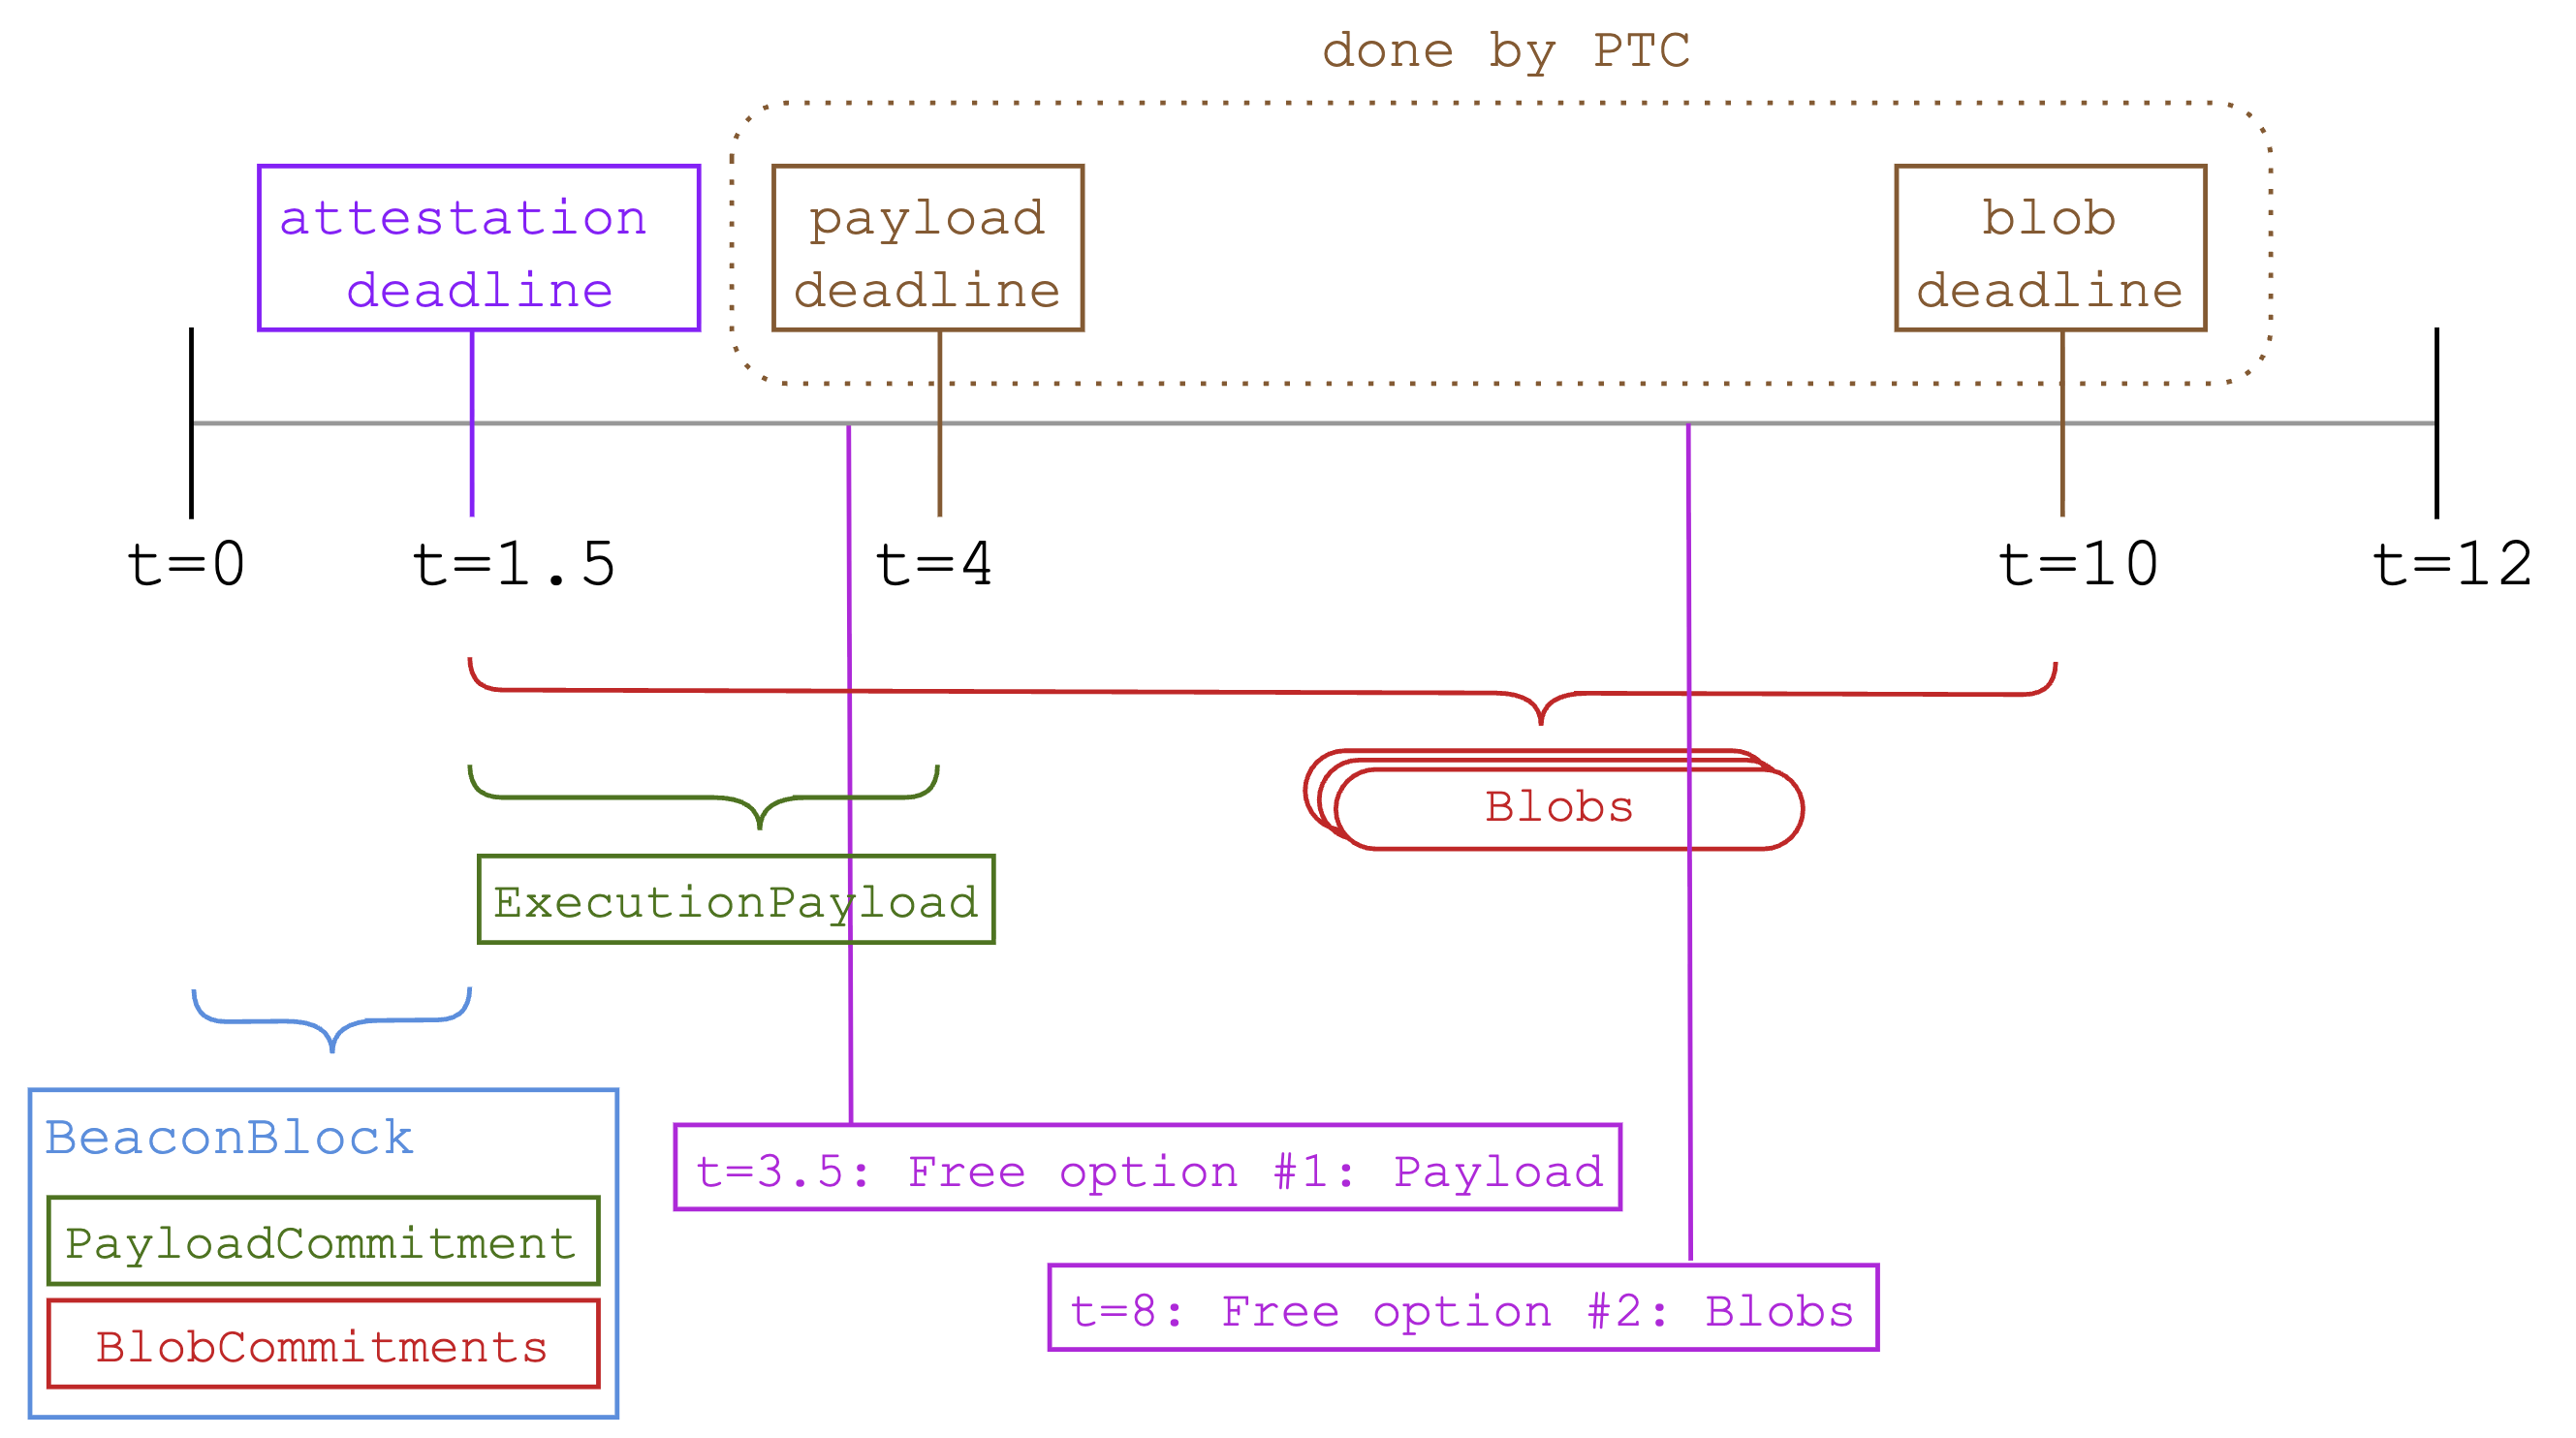 done by PTC
attestation
deadline
payload
deadline
blob
deadline
t=0
t=1.5
t=4
t=10
t=12
Blobs
ExecutionPayload
BeaconBlock
PayloadCommitment
BlobCommitments
t=3.5: Free option #1: Payload
t=8: Free option #2: Blobs